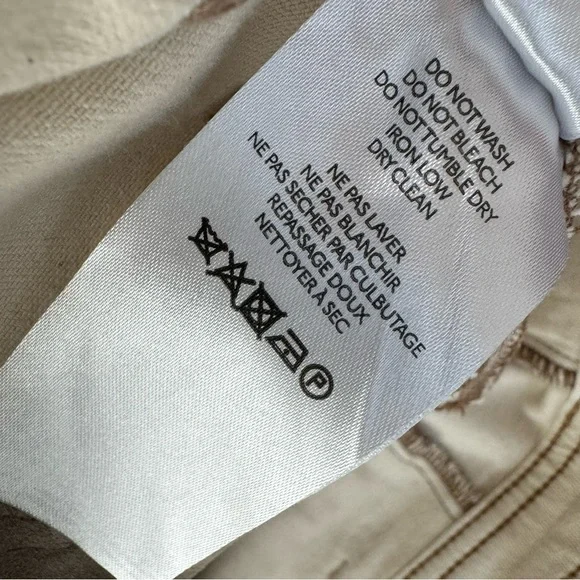 DO NOT WASH
DO NOT BLEACH
DO NOT TUMBLE DRY
IRON LOW
DRY CLEAN
NE PAS LAVER
NE PAS BLANCHIR
NE PAS SECHER PAR CULBUTAGE
REPASSAGE DOUX
NETTOYER À SEC
P